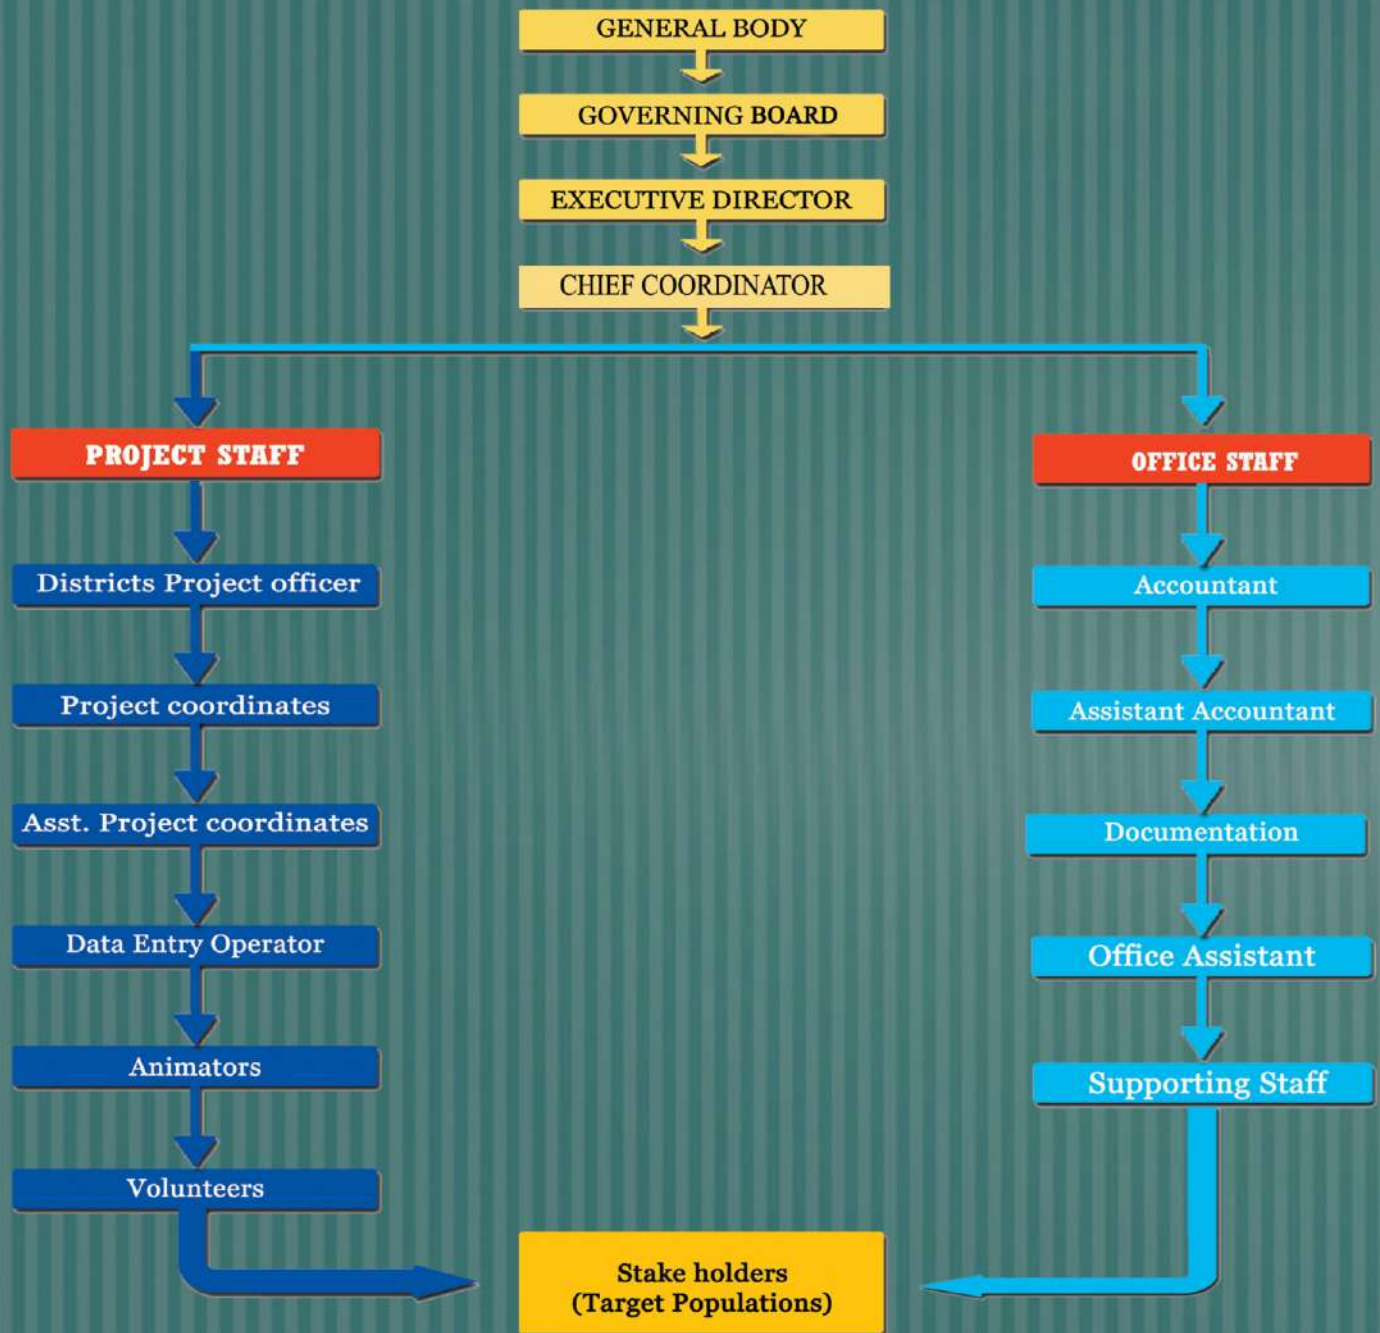 GENERAL BODY
GOVERNING BOARD
EXECUTIVE DIRECTOR
CHIEF COORDINATOR
PROJECT STAFF
Districts Project officer
Project coordinates
Asst. Project coordinates
Data Entry Operator
Animators
Volunteers
OFFICE STAFF
Accountant
Assistant Accountant
Documentation
Office Assistant
Supporting Staff
Stake holders
(Target Populations)